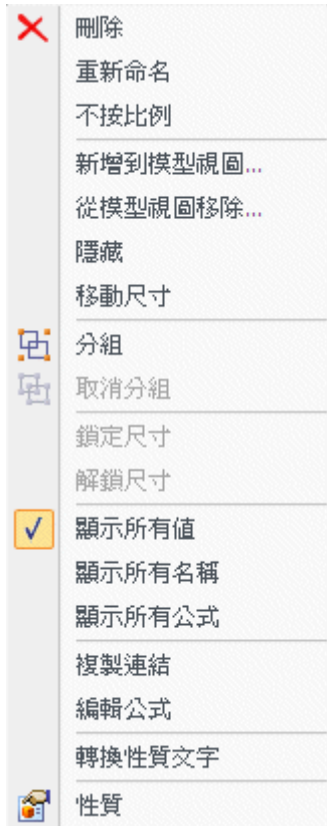 刪除
重新命名
不按比例
新增到模型視圖...
從模型視圖移除...
隱藏
移動尺寸
分組
取消分組
鎖定尺寸
解鎖尺寸
顯示所有值
顯示所有名稱
顯示所有公式
複製連結
編輯公式
轉換性質文字
性質